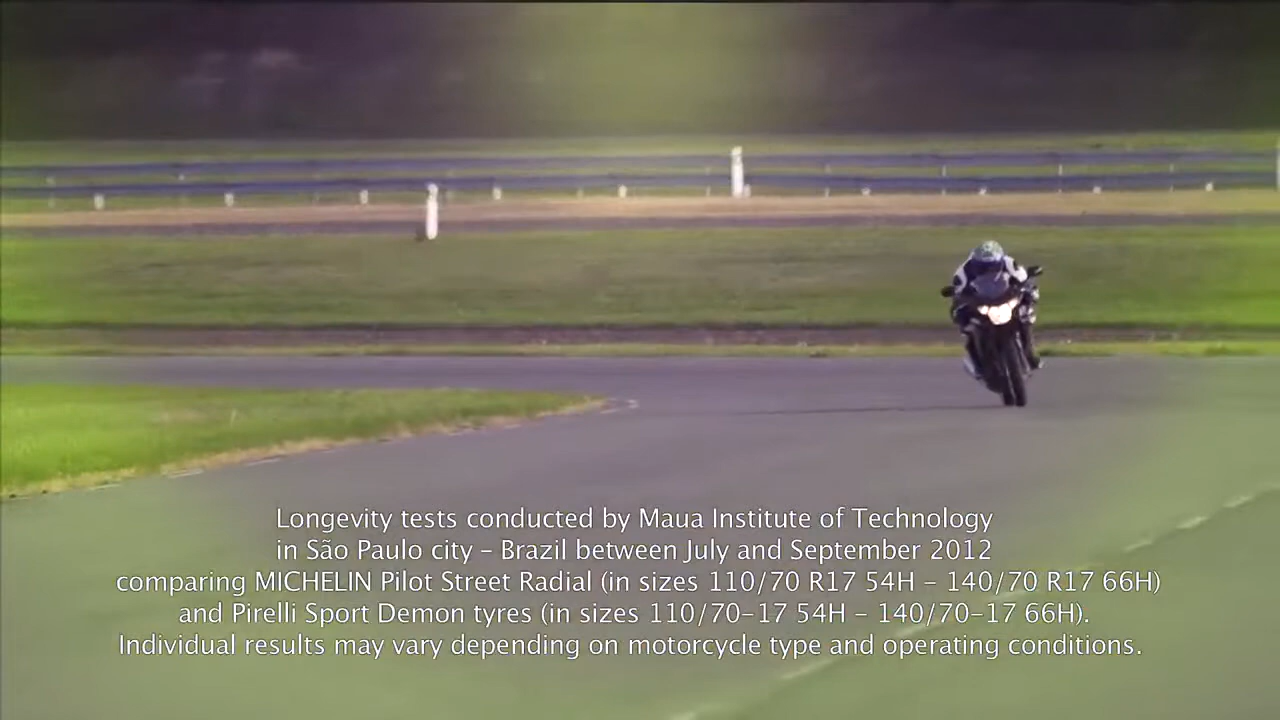 Longevity tests conducted by Maua Institute of Technology
in São Paulo city – Brazil between July and September 2012
comparing MICHELIN Pilot Street Radial (in sizes 110/70 R17 54H – 140/70 R17 66H)
and Pirelli Sport Demon tyres (in sizes 110/70-17 54H – 140/70-17 66H).
Individual results may vary depending on motorcycle type and operating conditions.